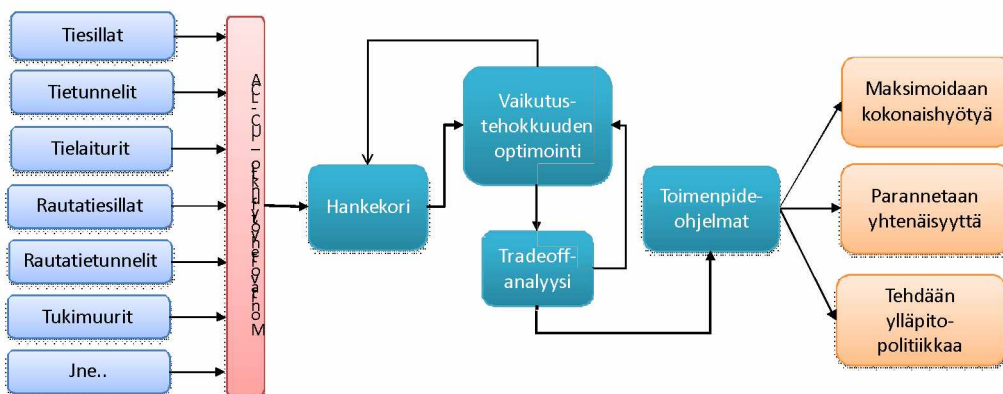 Tiesillat
Tietunnelit
Tielaiturit
Rautatiesillat
Rautatietunnelit
Tukimuurit
Jne..
Hankekori
Vaikutus-
tehokkuuden
optimointi
Tradeoff-
analyysi
Toimenpide-
ohjelmat
Maksimoidaan
kokonaishyötyä
Parannetaan
yhtenäisyyttä
Tehdään
ylläpito-
politiikkaa